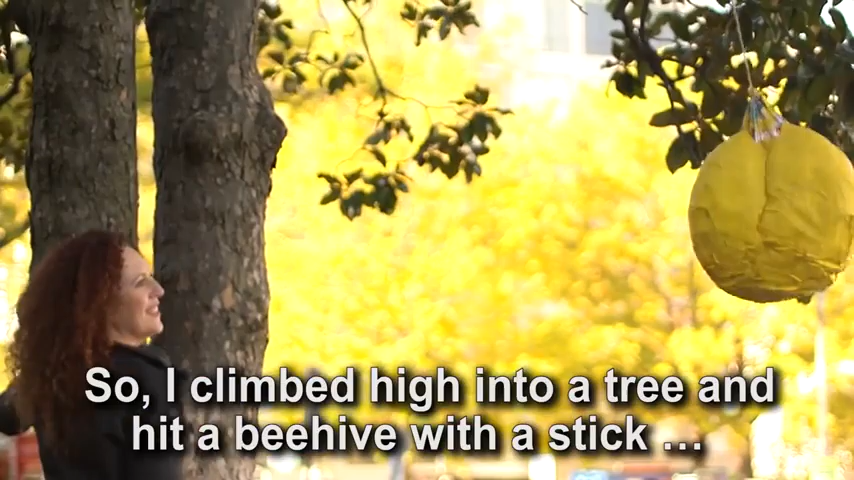 So, I climbed high into a tree and
hit a beehive with a stick ...